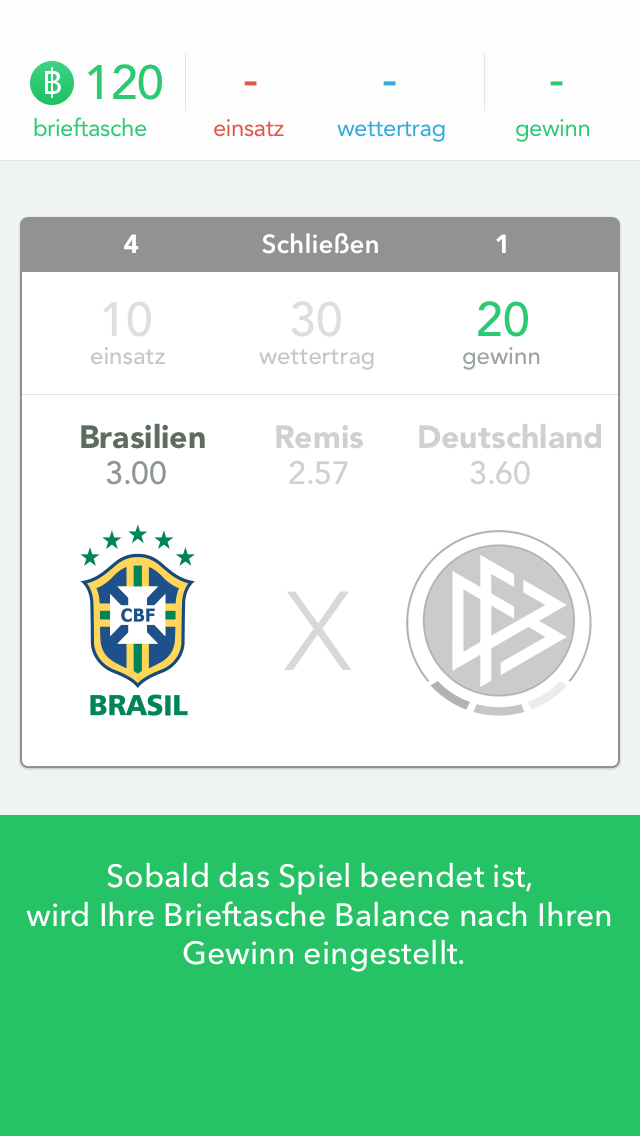 ฿ 120 - - -
brieftasche einsatz wettertrag gewinn
4 Schließen 1
10 30 20
einsatz wettertrag gewinn
Brasilien Remis Deutschland
3.00 2.57 3.60
CBF X DFB
BRASIL
Sobald das Spiel beendet ist,
wird Ihre Brieftasche Balance nach Ihren
Gewinn eingestellt.